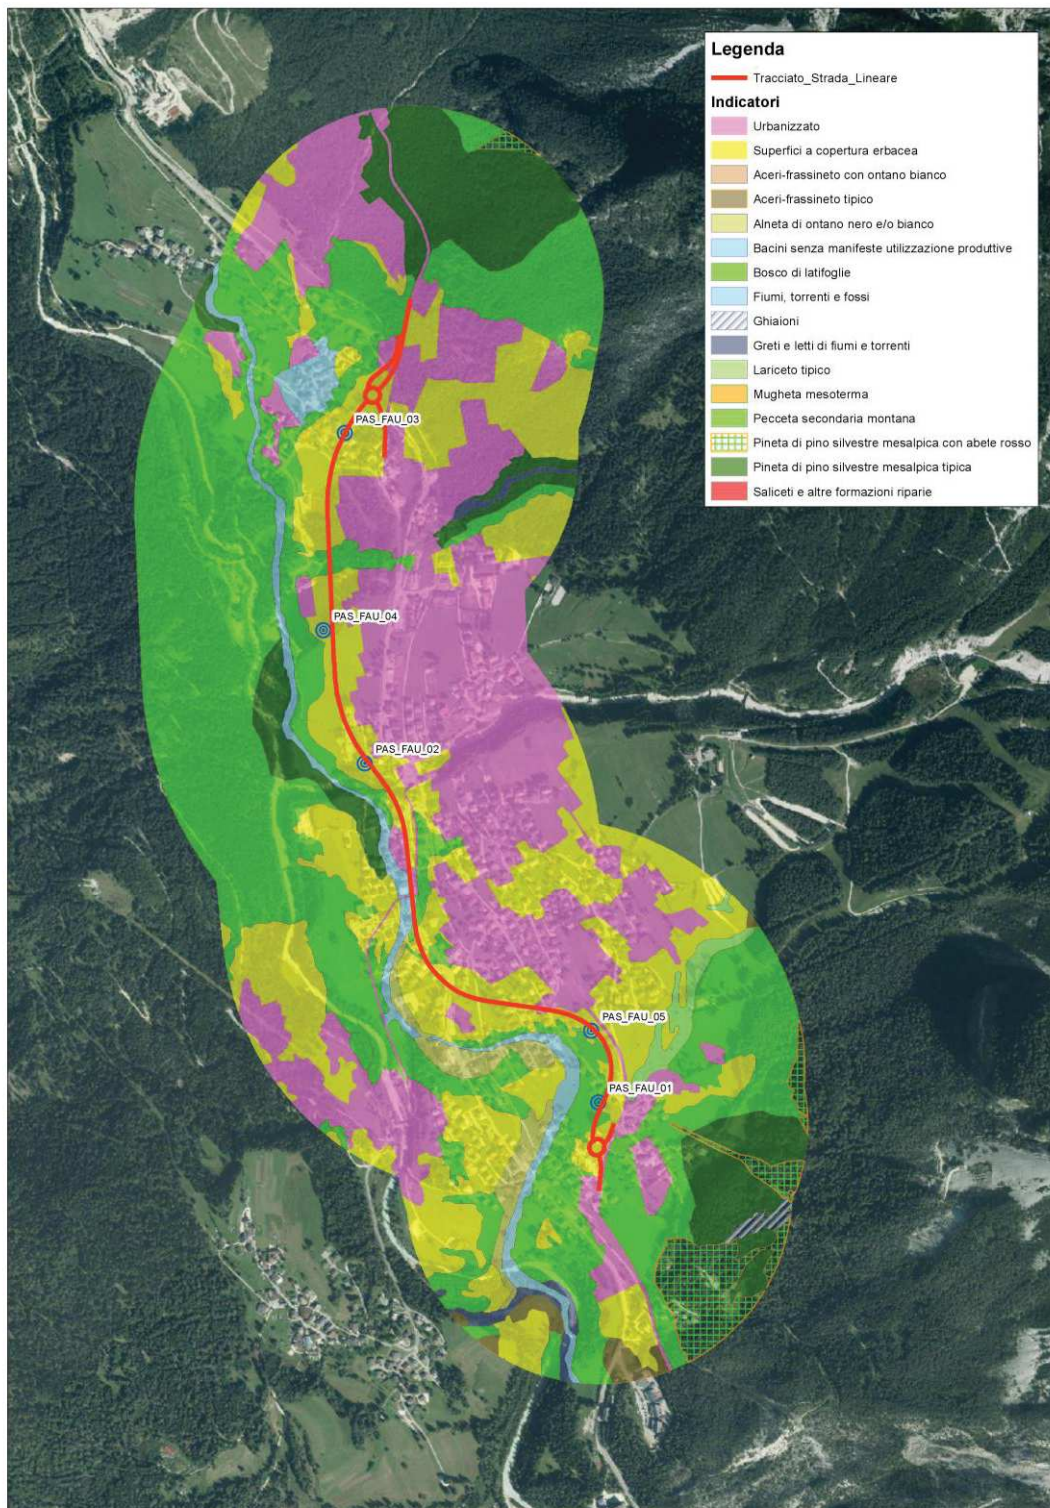 Legenda
Tracciato_Strada_Lineare
Indicatori
Urbanizzato
Superfici a copertura erbacea
Aceri-frassineto con ontano bianco
Aceri-frassineto tipico
Alneta di ontano nero e/o bianco
Bacini senza manifeste utilizzazione produttive
Bosco di latifoglie
Fiumi, torrenti e fossi
Ghiaioni
Greti e letti di fiumi e torrenti
Lariceto tipico
Mugheta mesoterma
Pecceta secondaria montana
Pineta di pino silvestre mesalpica con abele rosso
Pineta di pino silvestre mesalpica tipica
Saliceti e altre formazioni riparie
PAS_FAU_03
PAS_FAU_04
PAS_FAU_02
PAS_FAU_05
PAS_FAU_01